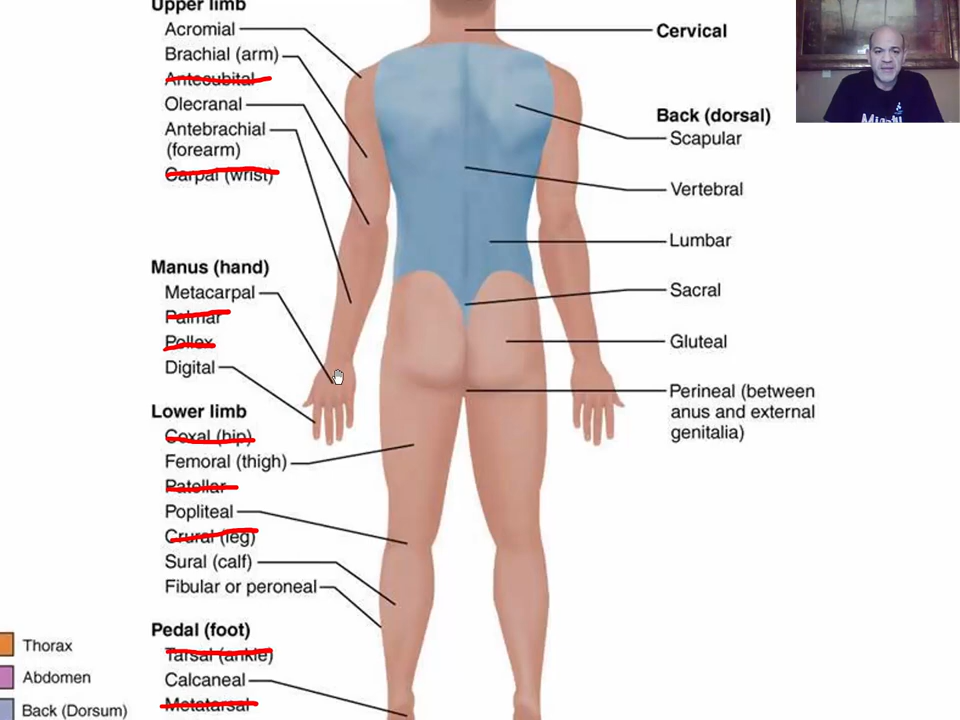 Upper limb
Acromial
Brachial (arm)
Antecubital
Olecranal
Antebrachial
(forearm)
Carpal (wrist)
Manus (hand)
Metacarpal
Palmar
Pollex
Digital
Lower limb
Coxal (hip)
Femoral (thigh)
Patellar
Popliteal
Crural (leg)
Sural (calf)
Fibular or peroneal
Pedal (foot)
Tarsal (ankle)
Calcaneal
Metatarsal
Thorax
Abdomen
Back (Dorsum)
Cervical
Back (dorsal)
Scapular
Vertebral
Lumbar
Sacral
Gluteal
Perineal (between
anus and external
genitalia)